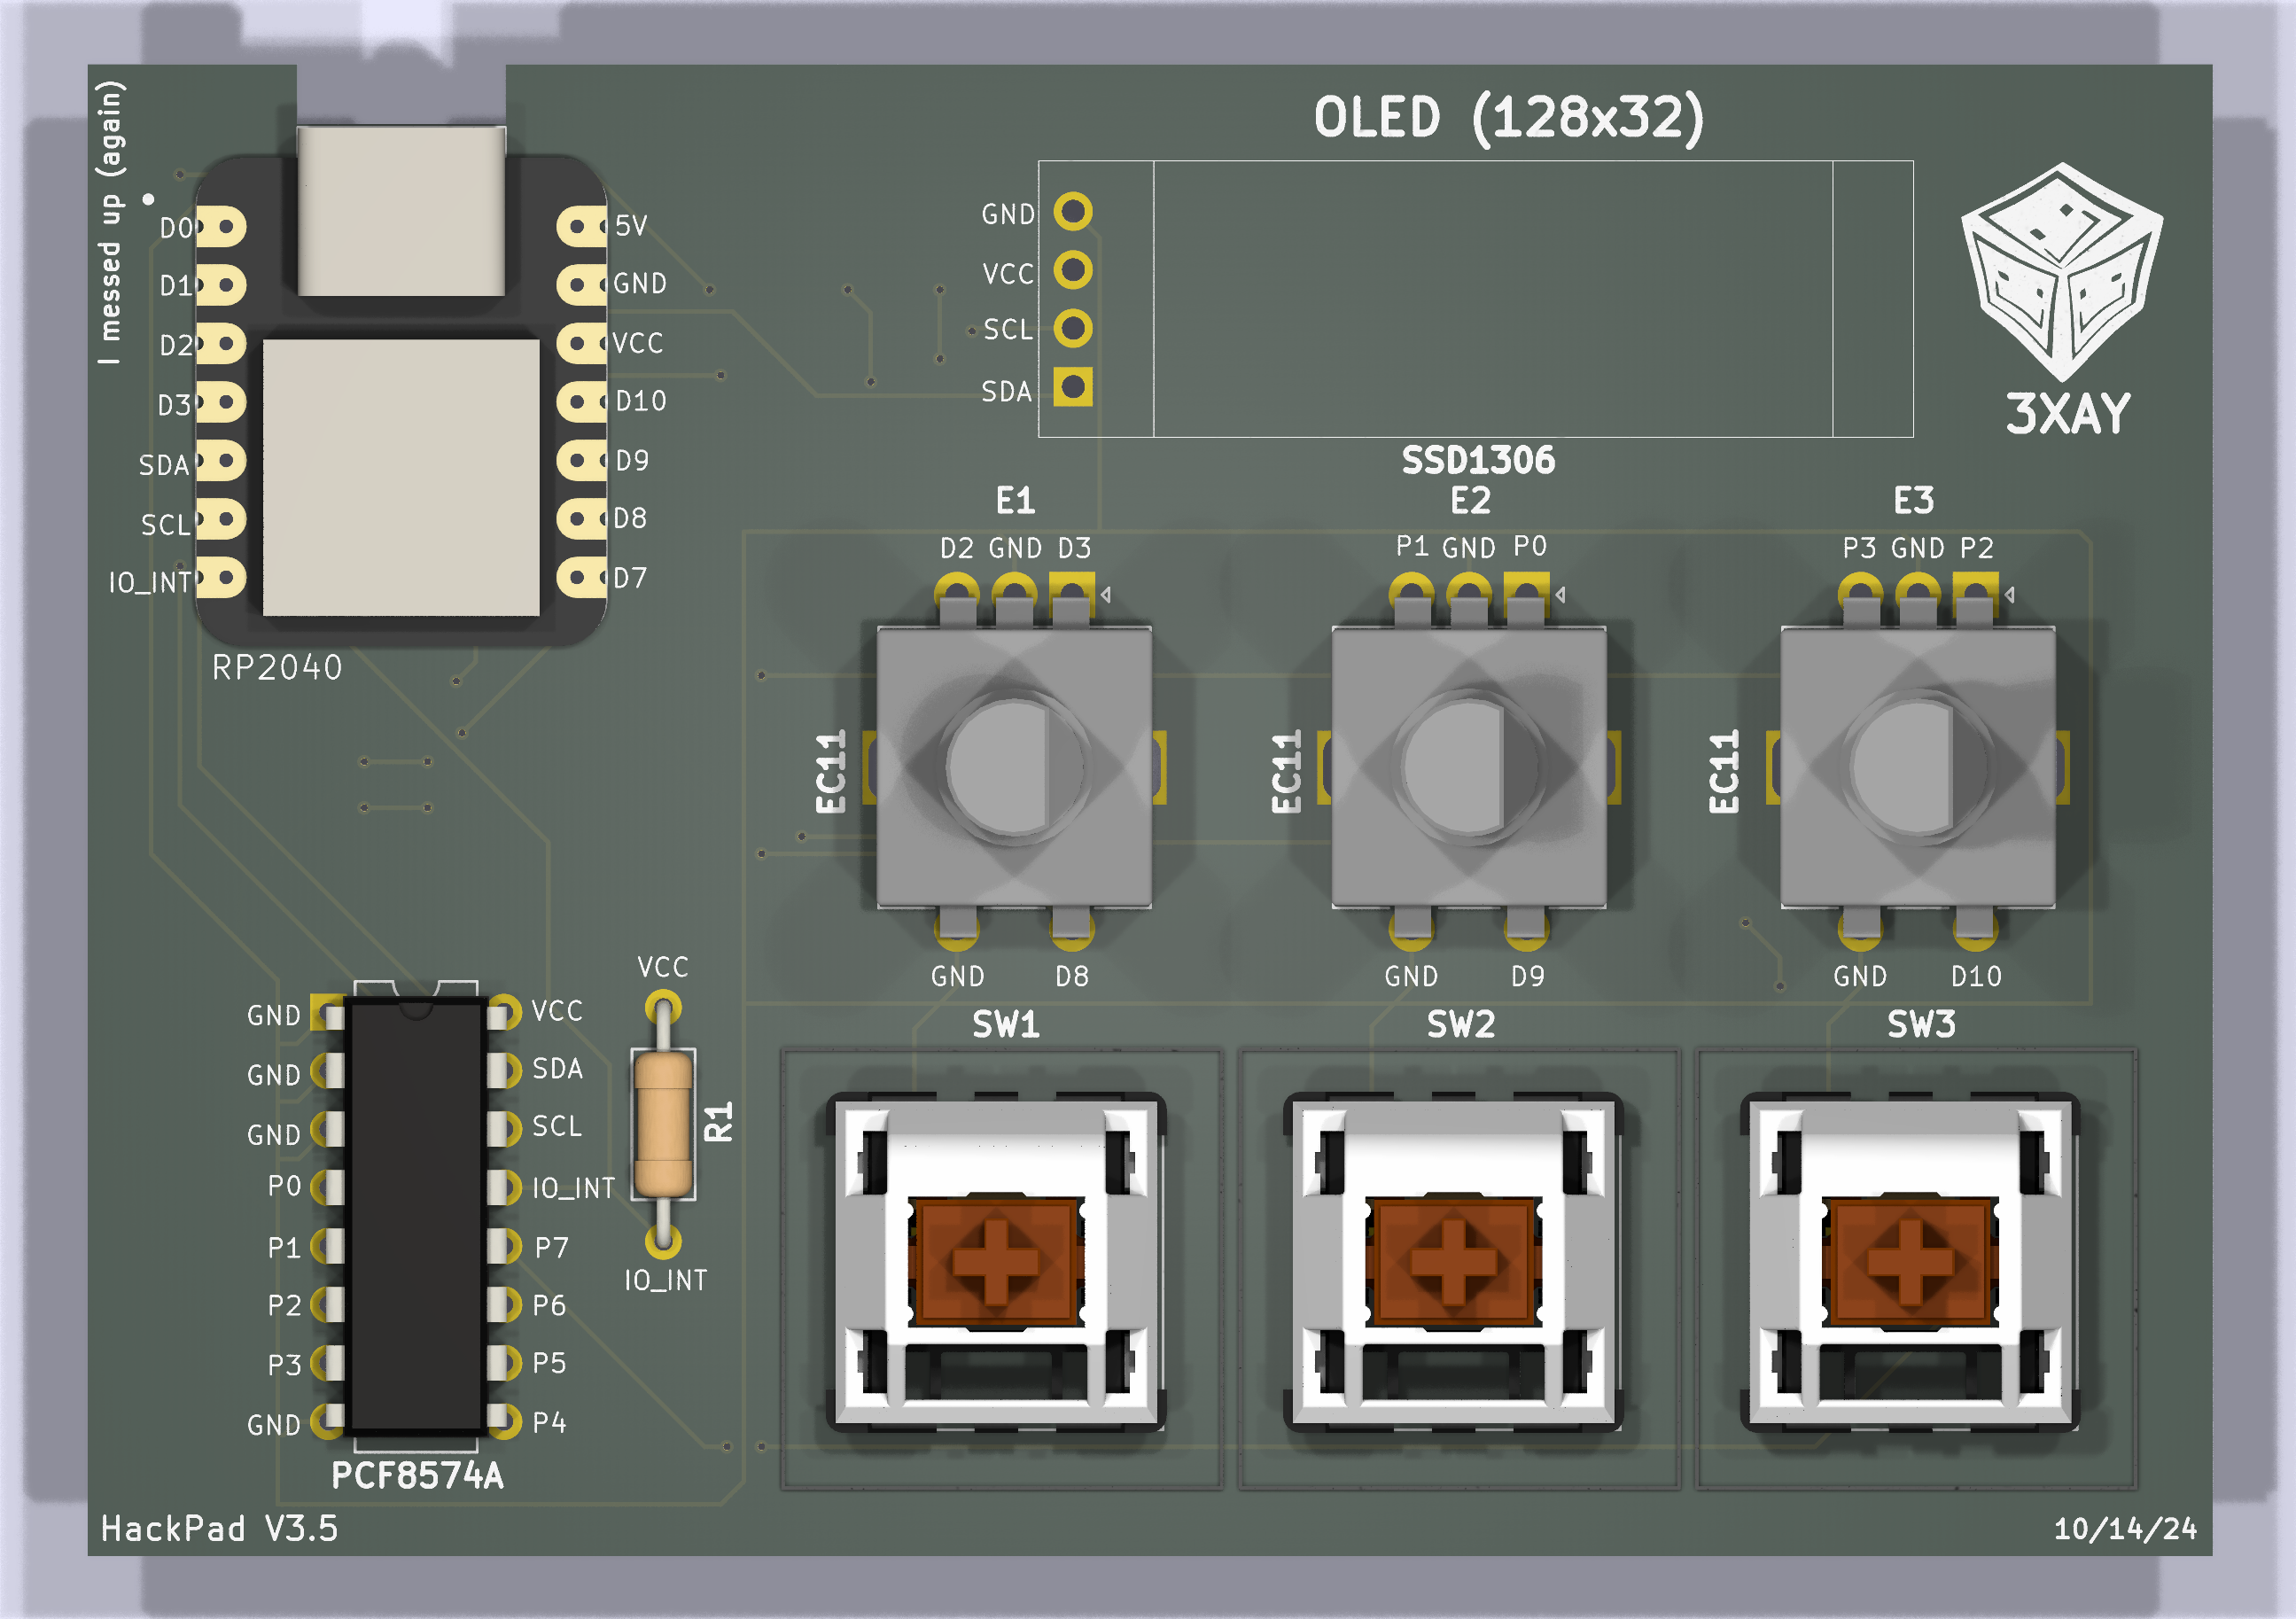 I messed up (again)
OLED (128x32)
D0
D1
D2
D3
SDA
SCL
IO_INT
5V
GND
VCC
D10
D9
D8
D7
RP2040
GND
VCC
SCL
SDA
SSD1306
3XAY
E1
E2
E3
D2 GND D3
P1 GND P0
P3 GND P2
EC11
EC11
EC11
GND D8
GND D9
GND D10
SW1
SW2
SW3
GND
GND
GND
P0
P1
P2
P3
GND
VCC
SDA
SCL
IO_INT
P7
P6
P5
P4
PCF8574A
VCC
R1
IO_INT
HackPad V3.5
10/14/24